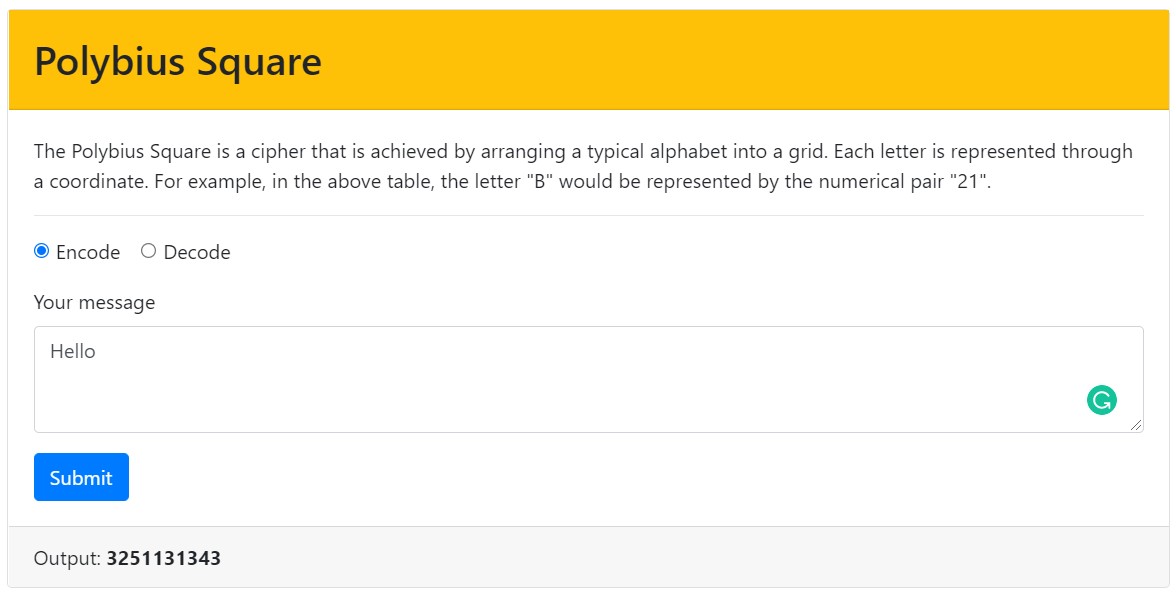 Polybius Square
The Polybius Square is a cipher that is achieved by arranging a typical alphabet into a grid. Each letter is represented through
a coordinate. For example, in the above table, the letter "B" would be represented by the numerical pair "21".
Encode Decode
Your message
Hello
Submit
Output: 3251131343